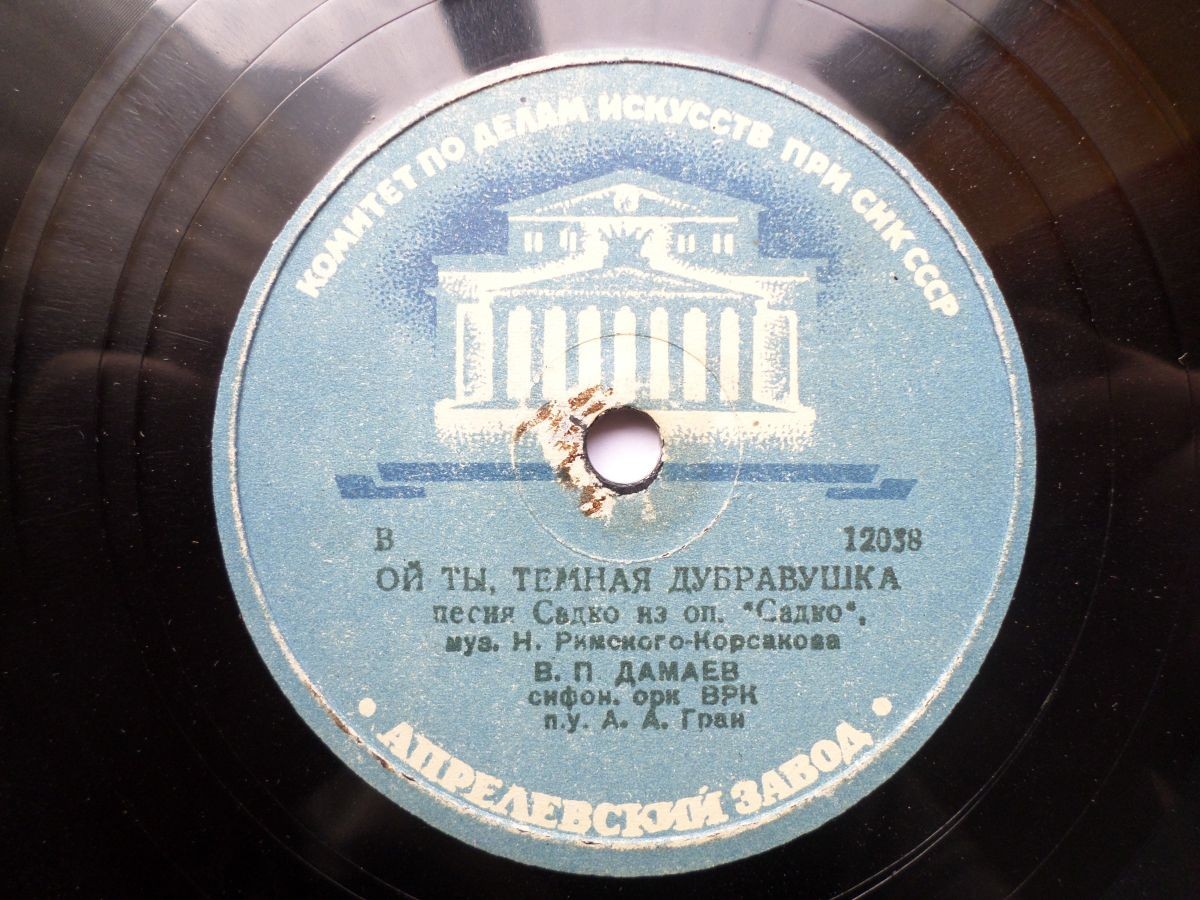 КОМИТЕТ ПО ДЕЛАМ ИСКУССТВ ПРИ СНК СССР
В 12038
ОЙ ТЫ, ТЕМНАЯ ДУБРАВУШКА
песня Садко из оп. "Садко",
муз. Н. Римского-Корсакова
В. П ДАМАЕВ
сифон. орк ВРК
п.у. А. А. Гран
• АПРЕЛЕВСКИЙ ЗАВОД •